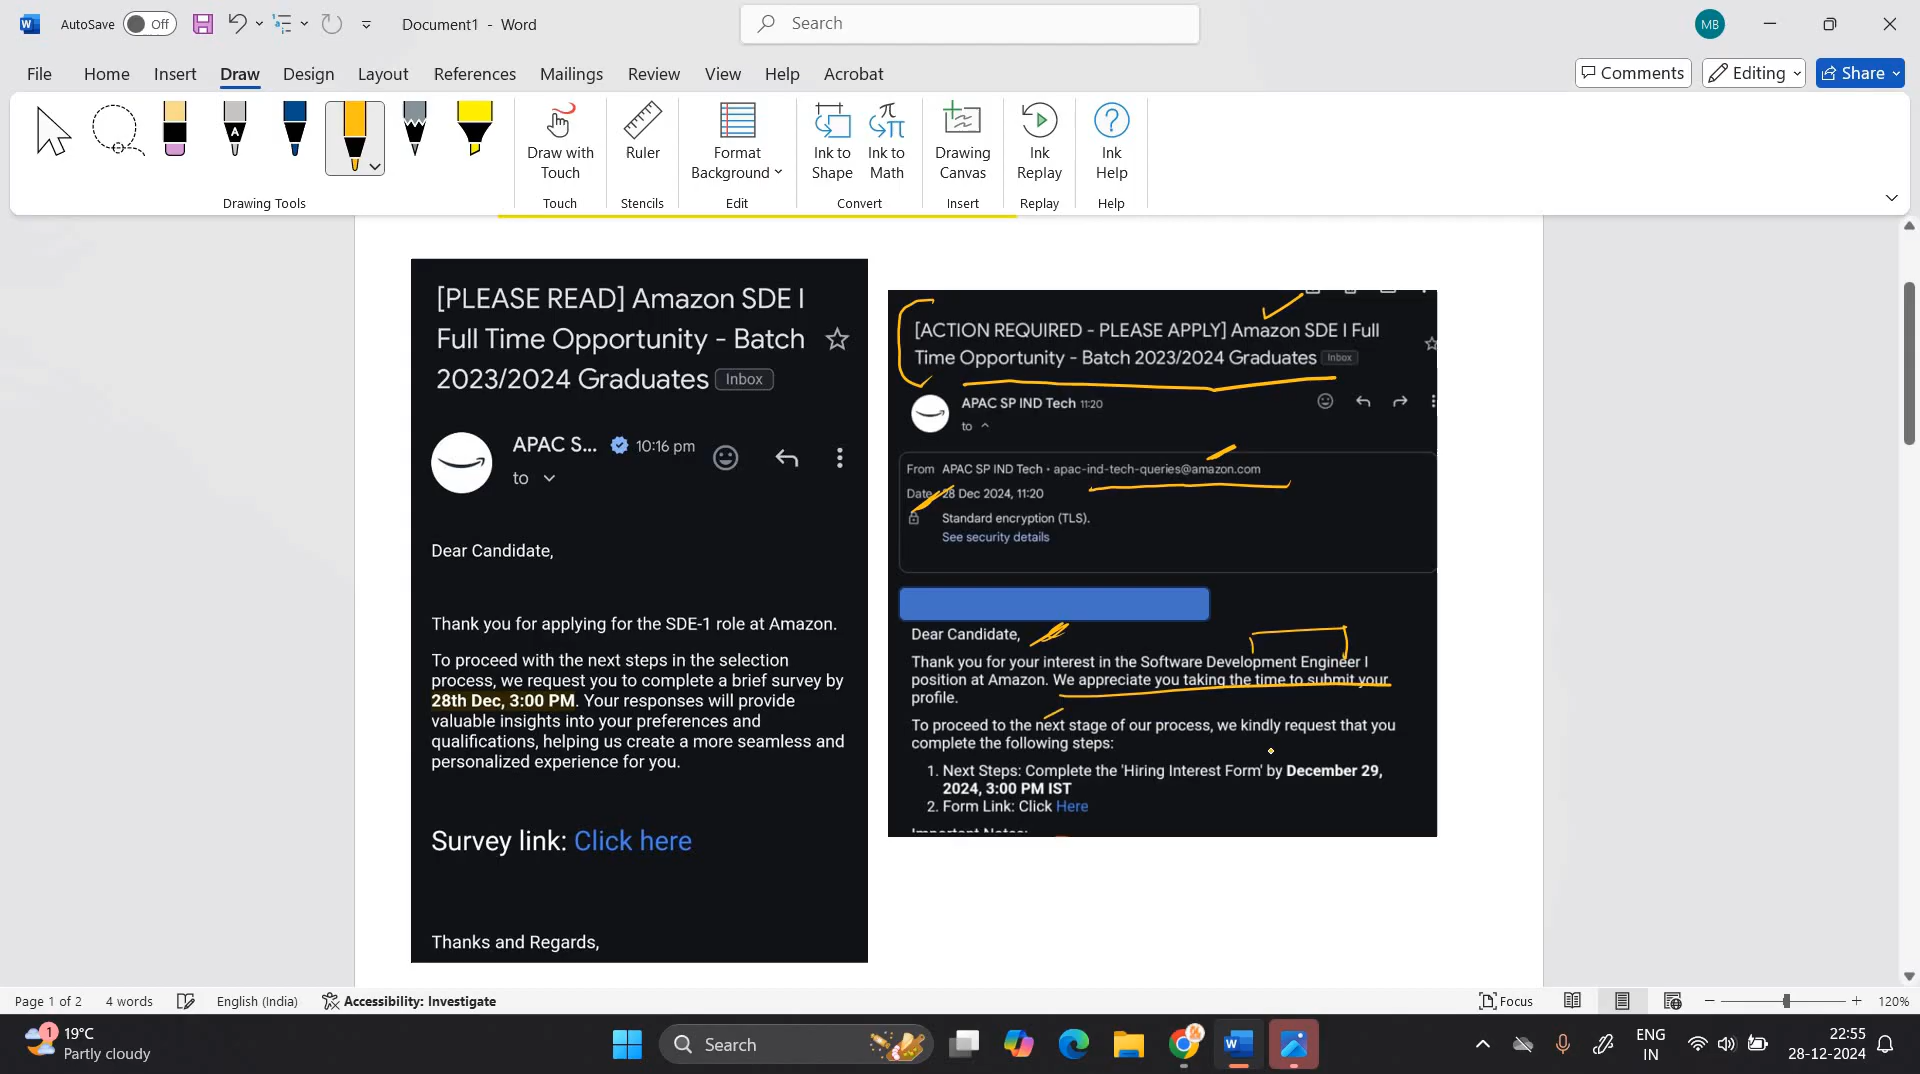 AutoSave Off Document1 - Word Search MB
File Home Insert Draw Design Layout References Mailings Review View Help Acrobat Comments Editing Share
A
Draw with Touch
Ruler
Format Background
Ink to Shape
Ink to Math
Drawing Canvas
Ink Replay
Ink Help
Drawing Tools Touch Stencils Edit Convert Insert Replay Help
[PLEASE READ] Amazon SDE I
Full Time Opportunity - Batch
2023/2024 Graduates Inbox
APAC S... 10:16 pm
to
Dear Candidate,
Thank you for applying for the SDE-1 role at Amazon.
To proceed with the next steps in the selection
process, we request you to complete a brief survey by
28th Dec, 3:00 PM. Your responses will provide
valuable insights into your preferences and
qualifications, helping us create a more seamless and
personalized experience for you.
Survey link: Click here
Thanks and Regards,
[ACTION REQUIRED - PLEASE APPLY] Amazon SDE I Full
Time Opportunity - Batch 2023/2024 Graduates Inbox
APAC SP IND Tech 11:20
to
From APAC SP IND Tech • apac-ind-tech-queries@amazon.com
Date 28 Dec 2024, 11:20
Standard encryption (TLS).
See security details
Dear Candidate,
Thank you for your interest in the Software Development Engineer I
position at Amazon. We appreciate you taking the time to submit your
profile.
To proceed to the next stage of our process, we kindly request that you
complete the following steps:
1. Next Steps: Complete the 'Hiring Interest Form' by December 29,
2024, 3:00 PM IST
2. Form Link: Click Here
Important Notes:
Page 1 of 2 4 words English (India) Accessibility: Investigate Focus 120%
1 19°C
Partly cloudy
Search
ENG
IN
22:55
28-12-2024